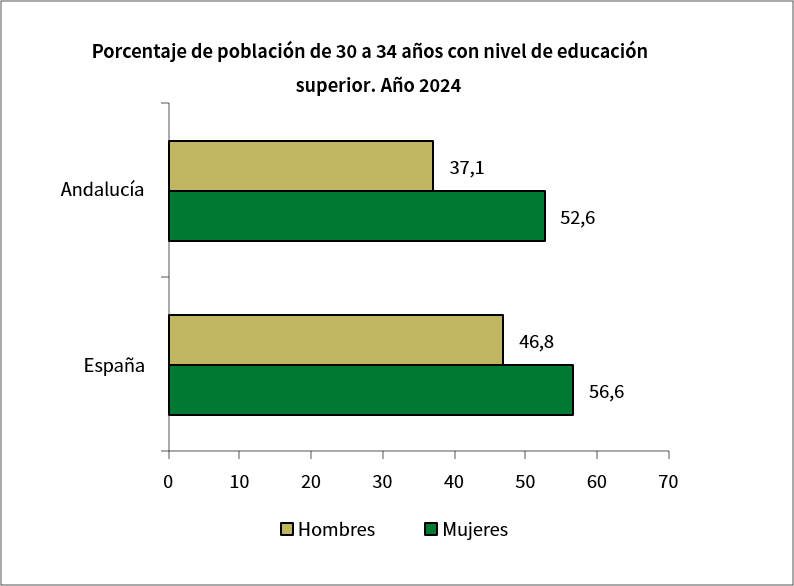 Porcentaje de población de 30 a 34 años con nivel de educación
superior. Año 2024
Andalucía
37,1
52,6
España
46,8
56,6
0 10 20 30 40 50 60 70
Hombres Mujeres